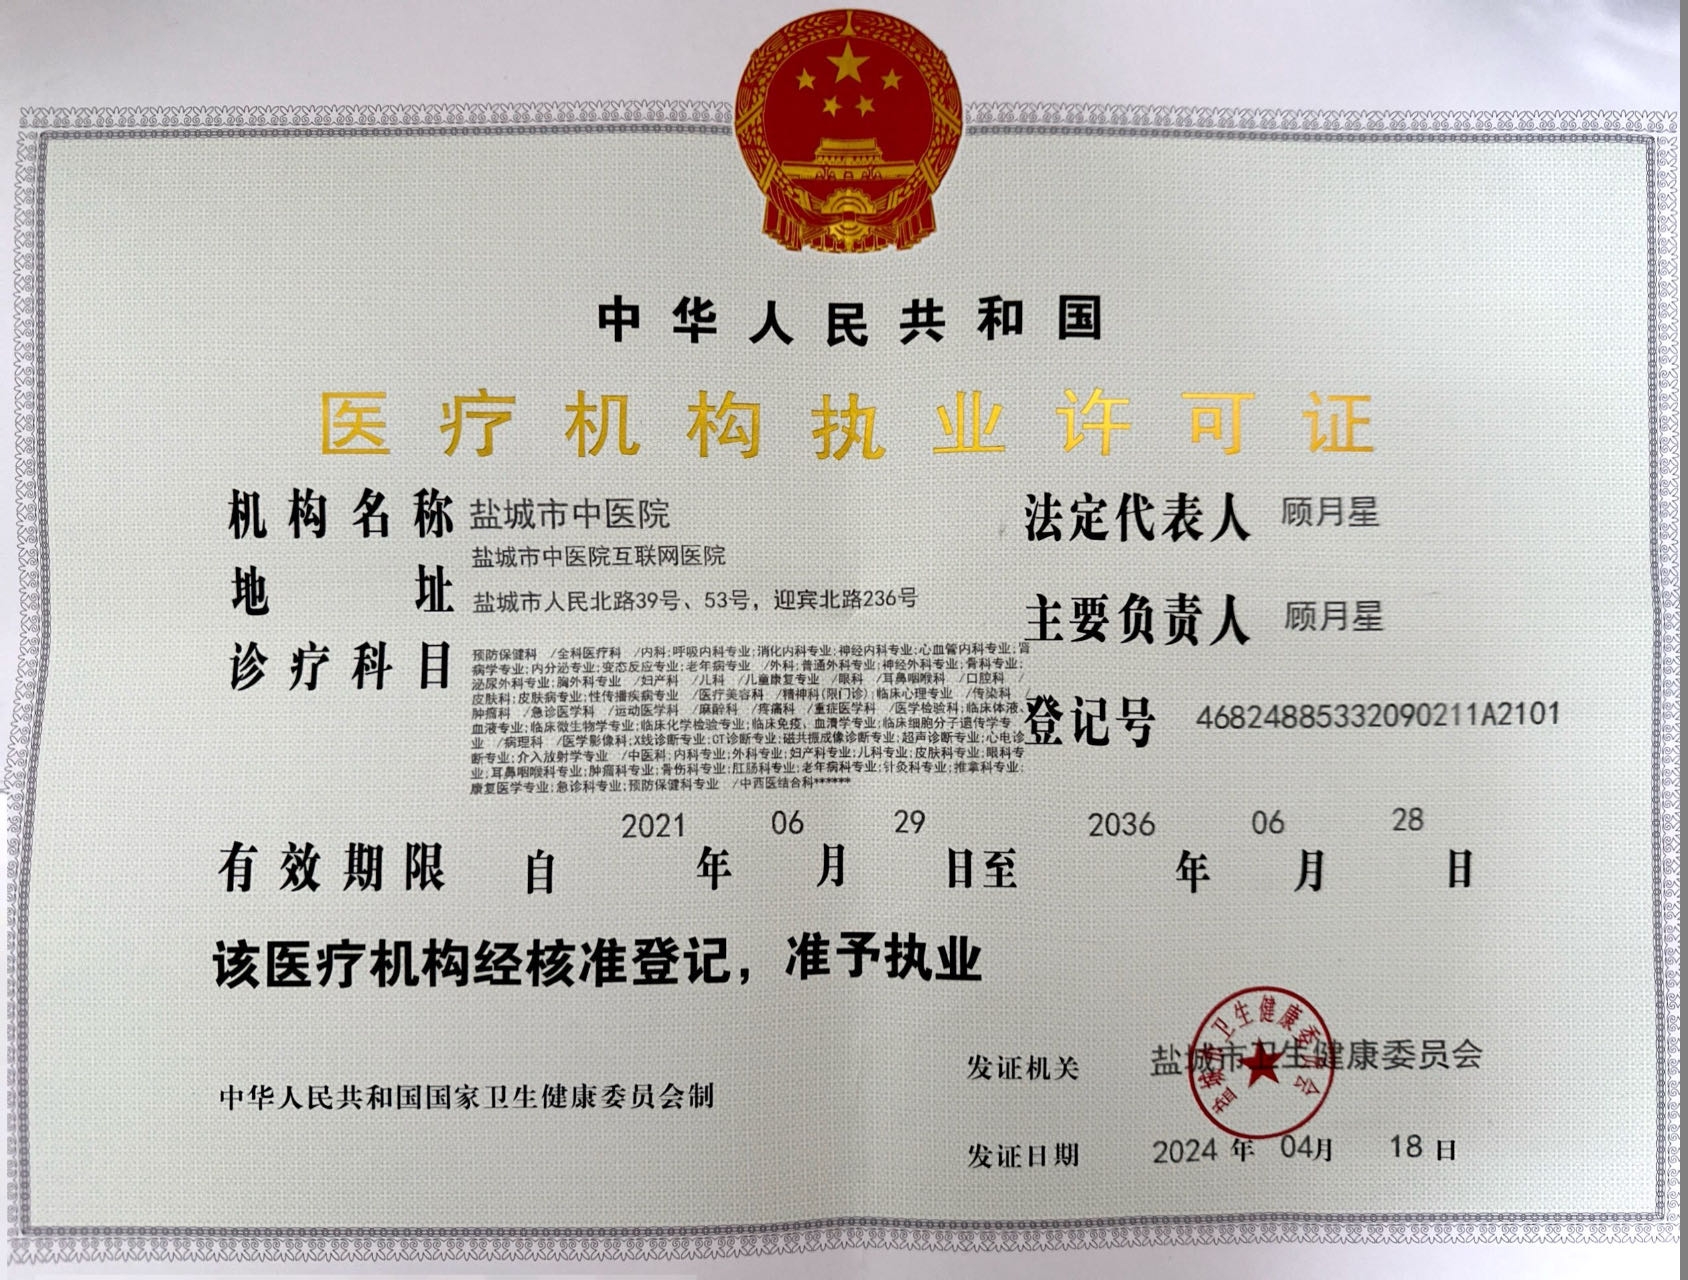 中华人民共和国
医疗机构执业许可证
机构名称 盐城市中医院
盐城市中医院互联网医院
法定代表人 顾月星
地址 盐城市人民北路39号、53号，迎宾北路236号
主要负责人 顾月星
诊疗科目 预防保健科 /全科医疗科 /内科;呼吸内科专业;消化内科专业;神经内科专业;心血管内科专业;肾
病学专业;内分泌专业;变态反应专业;老年病专业 /外科;普通外科专业;神经外科专业;骨科专业;
泌尿外科专业;胸外科专业 /妇产科 /儿科 /儿童康复专业 /眼科 /耳鼻咽喉科 /口腔科 /
皮肤科;皮肤病专业;性传播疾病专业 /医疗美容科 /精神科(限门诊);临床心理专业 /传染科 /
肿瘤科 /急诊医学科 /运动医学科 /麻醉科 /疼痛科 /重症医学科 /医学检验科;临床体液、
血液专业;临床微生物学专业;临床化学检验专业;临床免疫、血清学专业;临床细胞分子遗传学专
业 /病理科 /医学影像科;X线诊断专业;CT诊断专业;磁共振成像诊断专业;超声诊断专业;心电诊
断专业;介入放射学专业 /中医科;内科专业;外科专业;妇产科专业;儿科专业;皮肤科专业;眼科专
业;耳鼻咽喉科专业;肿瘤科专业;骨伤科专业;肛肠科专业;老年病科专业;针灸科专业;推拿科专业;
康复医学专业;急诊科专业;预防保健科专业 /中西医结合科******
登记号 46824885332090211A2101
有效期限 自 2021 年 06 月 29 日至 2036 年 06 月 28 日
该医疗机构经核准登记，准予执业
发证机关 盐城市卫生健康委员会
中华人民共和国国家卫生健康委员会制
发证日期 2024 年 04月 18 日